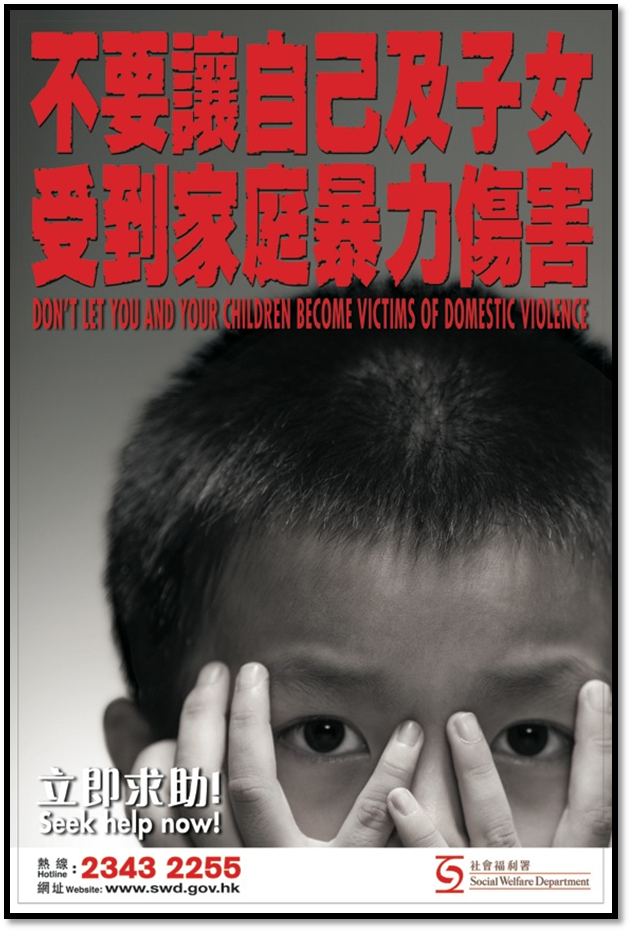 不要讓自己及子女
受到家庭暴力傷害
DON'T LET YOU AND YOUR CHILDREN BECOME VICTIMS OF DOMESTIC VIOLENCE
立即求助!
Seek help now!
熱線 Hotline : 2343 2255
網址 Website: www.swd.gov.hk
社會福利署
Social Welfare Department